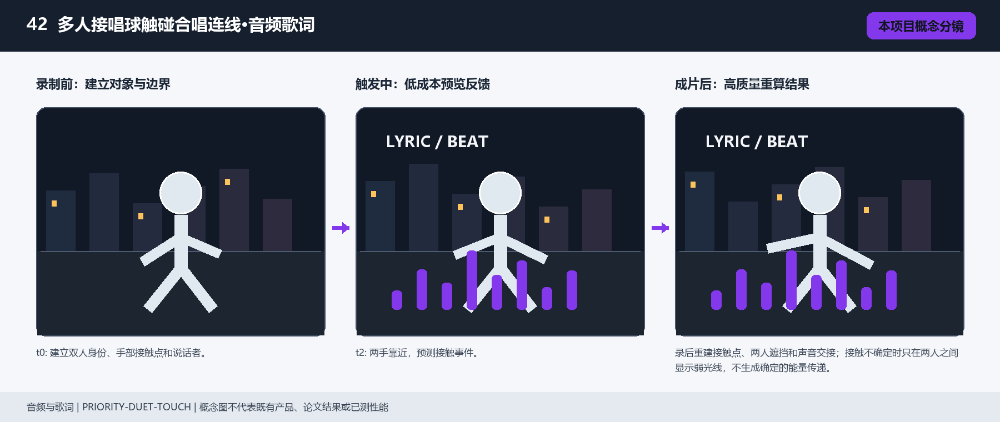 42 多人接唱球触碰合唱连线•音频歌词
本项目概念分镜
录制前：建立对象与边界
触发中：低成本预览反馈
成片后：高质量重算结果
LYRIC / BEAT
LYRIC / BEAT
t0: 建立双人身份、手部接触点和说话者。
t2: 两手靠近，预测接触事件。
录后重建接触点、两人遮挡和声音交接；接触不确定时只在两人之间
显示弱光线，不生成确定的能量传递。
音频与歌词 | PRIORITY-DUET-TOUCH | 概念图不代表既有产品、论文结果或已测性能